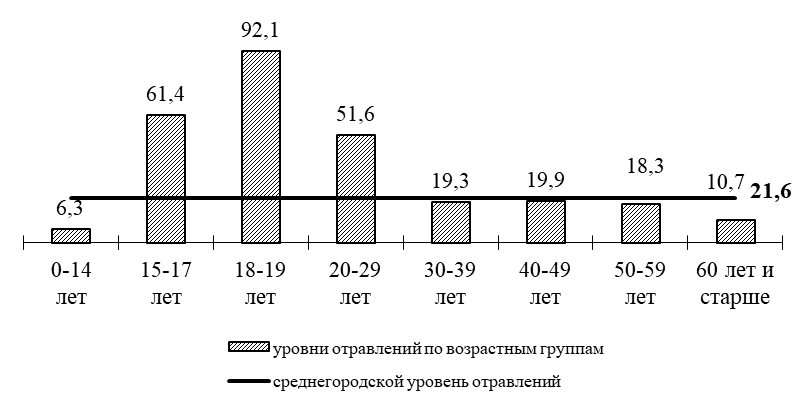 92,1
61,4
51,6
6,3
19,3
19,9
18,3
10,7
21,6
0-14
лет
15-17
лет
18-19
лет
20-29
лет
30-39
лет
40-49
лет
50-59
лет
60 лет и
старше
уровни отравлений по возрастным группам
среднегородской уровень отравлений